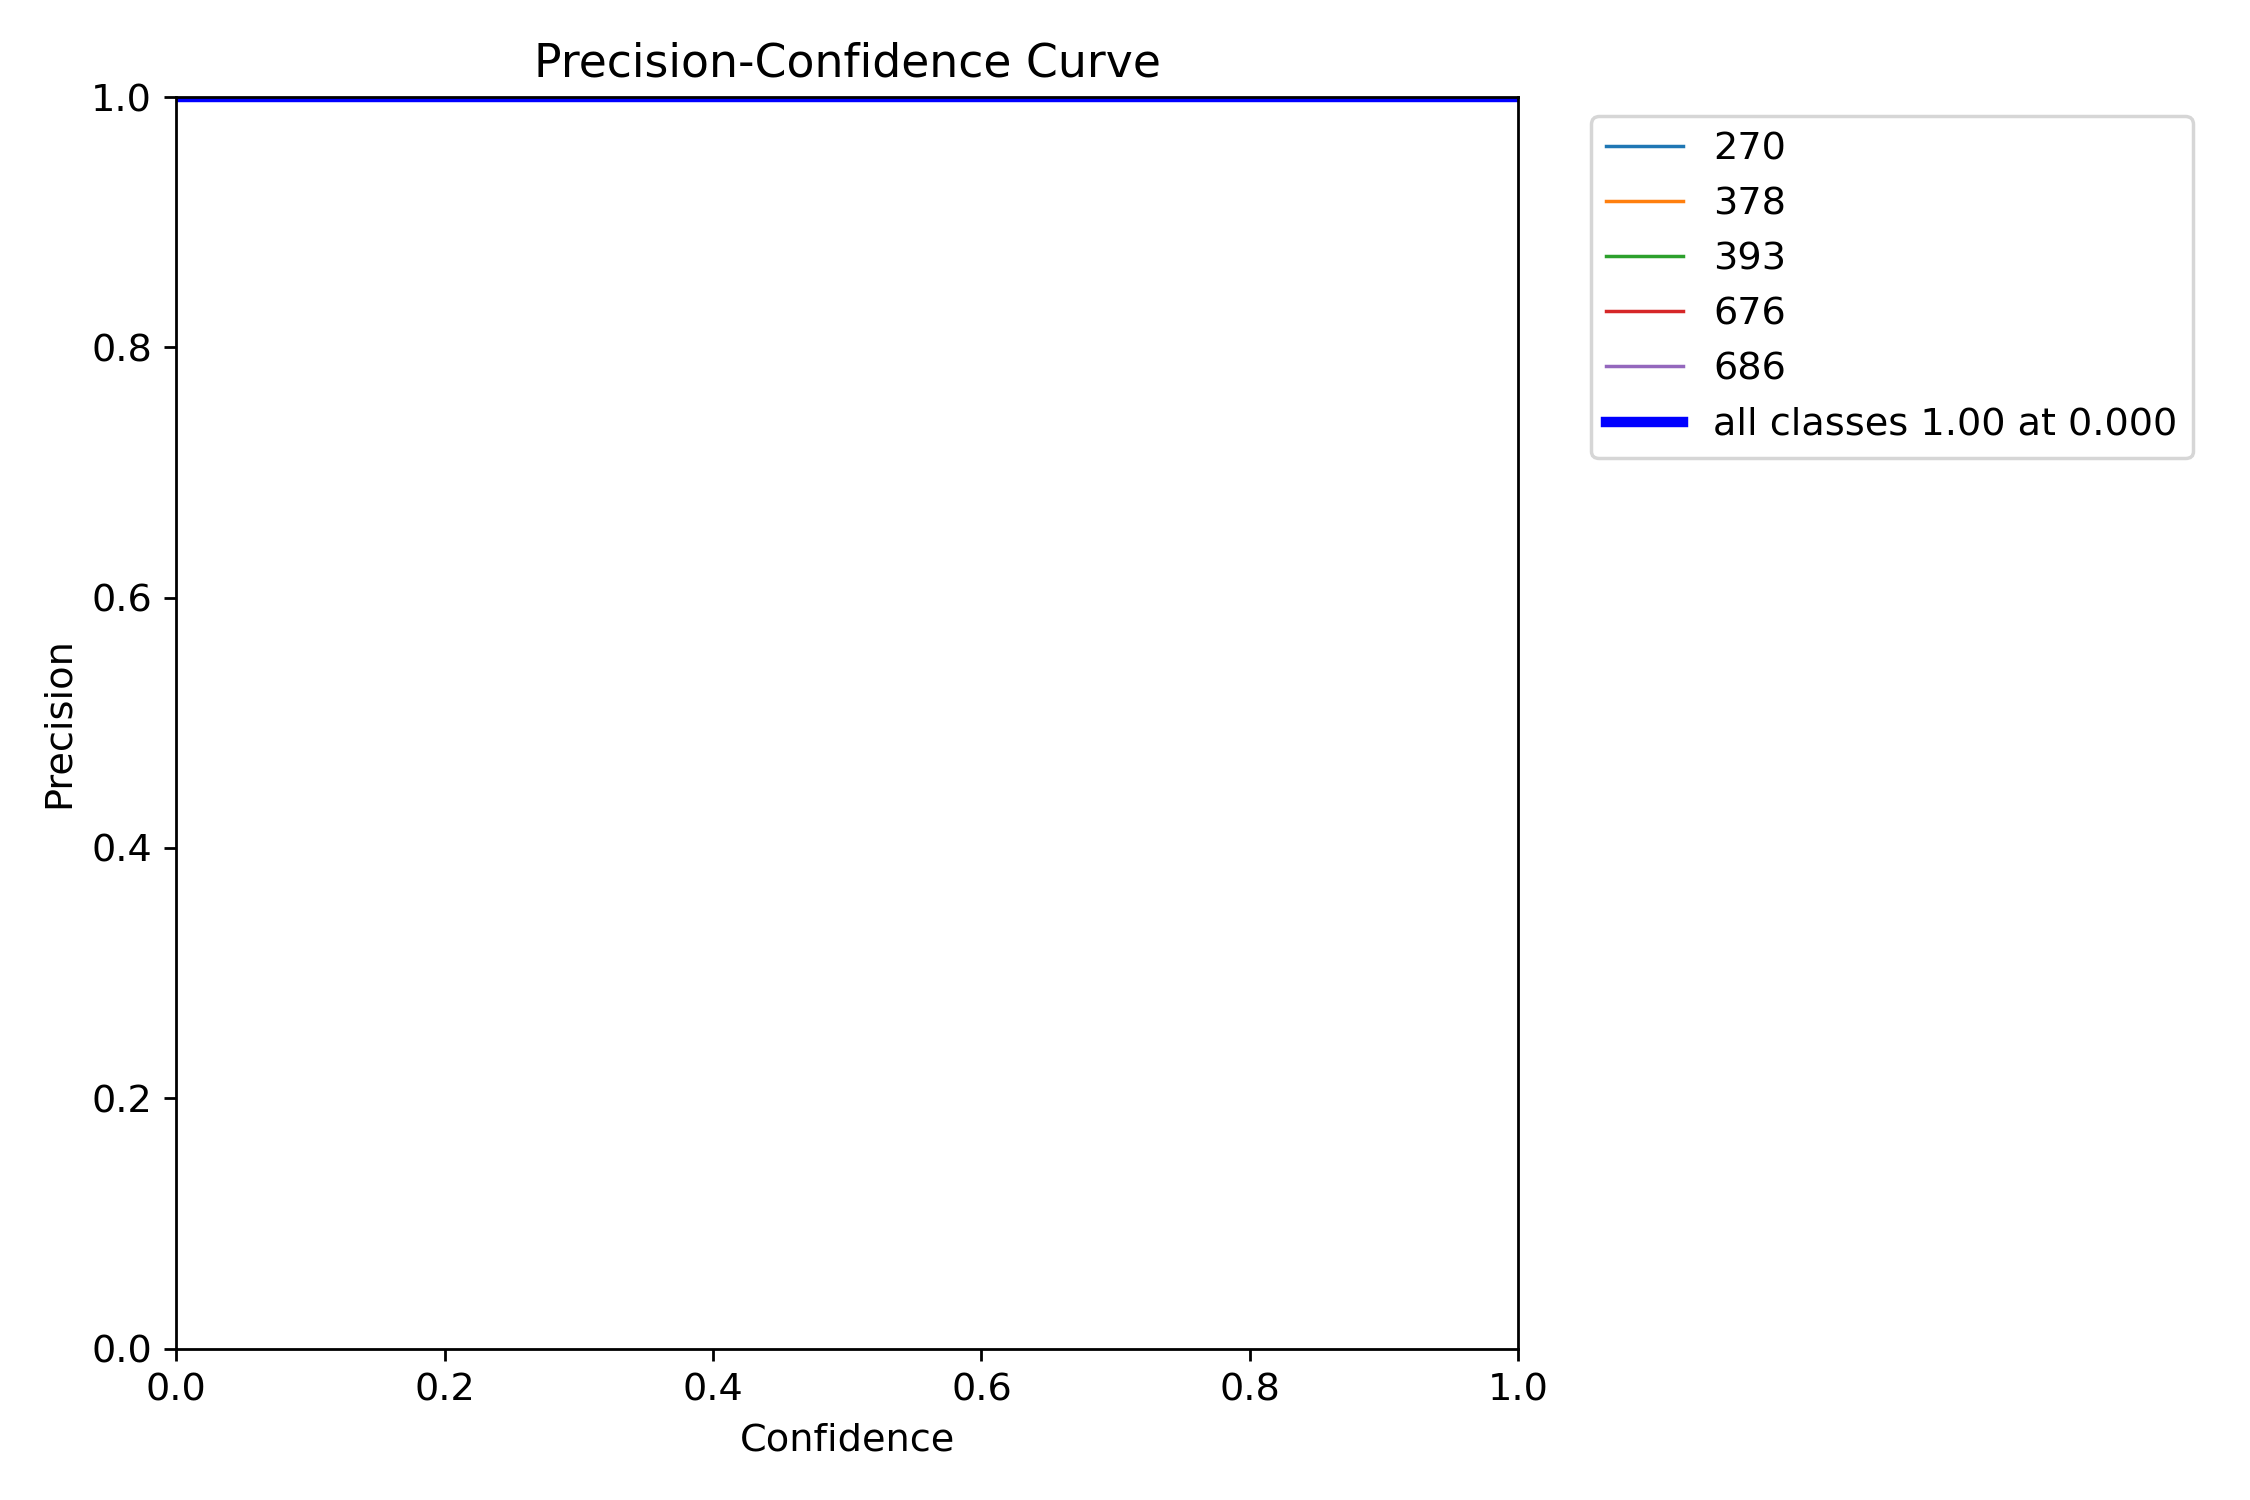 Precision-Confidence Curve
1.0
0.8
0.6
0.4
0.2
0.0
Precision
0.0 0.2 0.4 0.6 0.8 1.0
Confidence
270
378
393
676
686
all classes 1.00 at 0.000